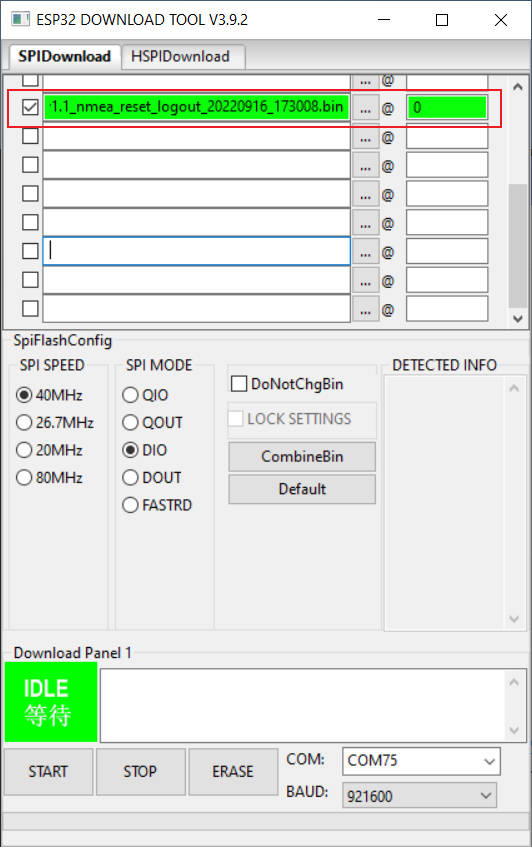 ESP32 DOWNLOAD TOOL V3.9.2
SPIDownload HSPIDownload
... @
1.1_nmea_reset_logout_20220916_173008.bin ... @ 0
... @
... @
... @
... @
... @
... @
... @
SpiFlashConfig
SPI SPEED
40MHz
26.7MHz
20MHz
80MHz
SPI MODE
QIO
QOUT
DIO
DOUT
FASTRD
DoNotChgBin
LOCK SETTINGS
CombineBin
Default
DETECTED INFO
Download Panel 1
IDLE
等待
START STOP ERASE
COM: COM75
BAUD: 921600